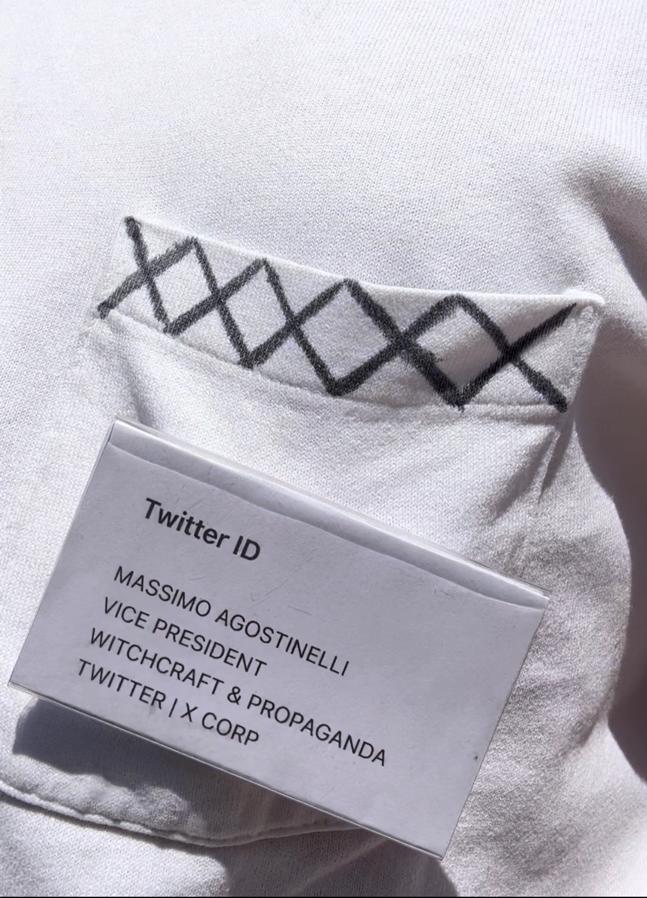 Twitter ID
MASSIMO AGOSTINELLI
VICE PRESIDENT
WITCHCRAFT & PROPAGANDA
TWITTER | X CORP